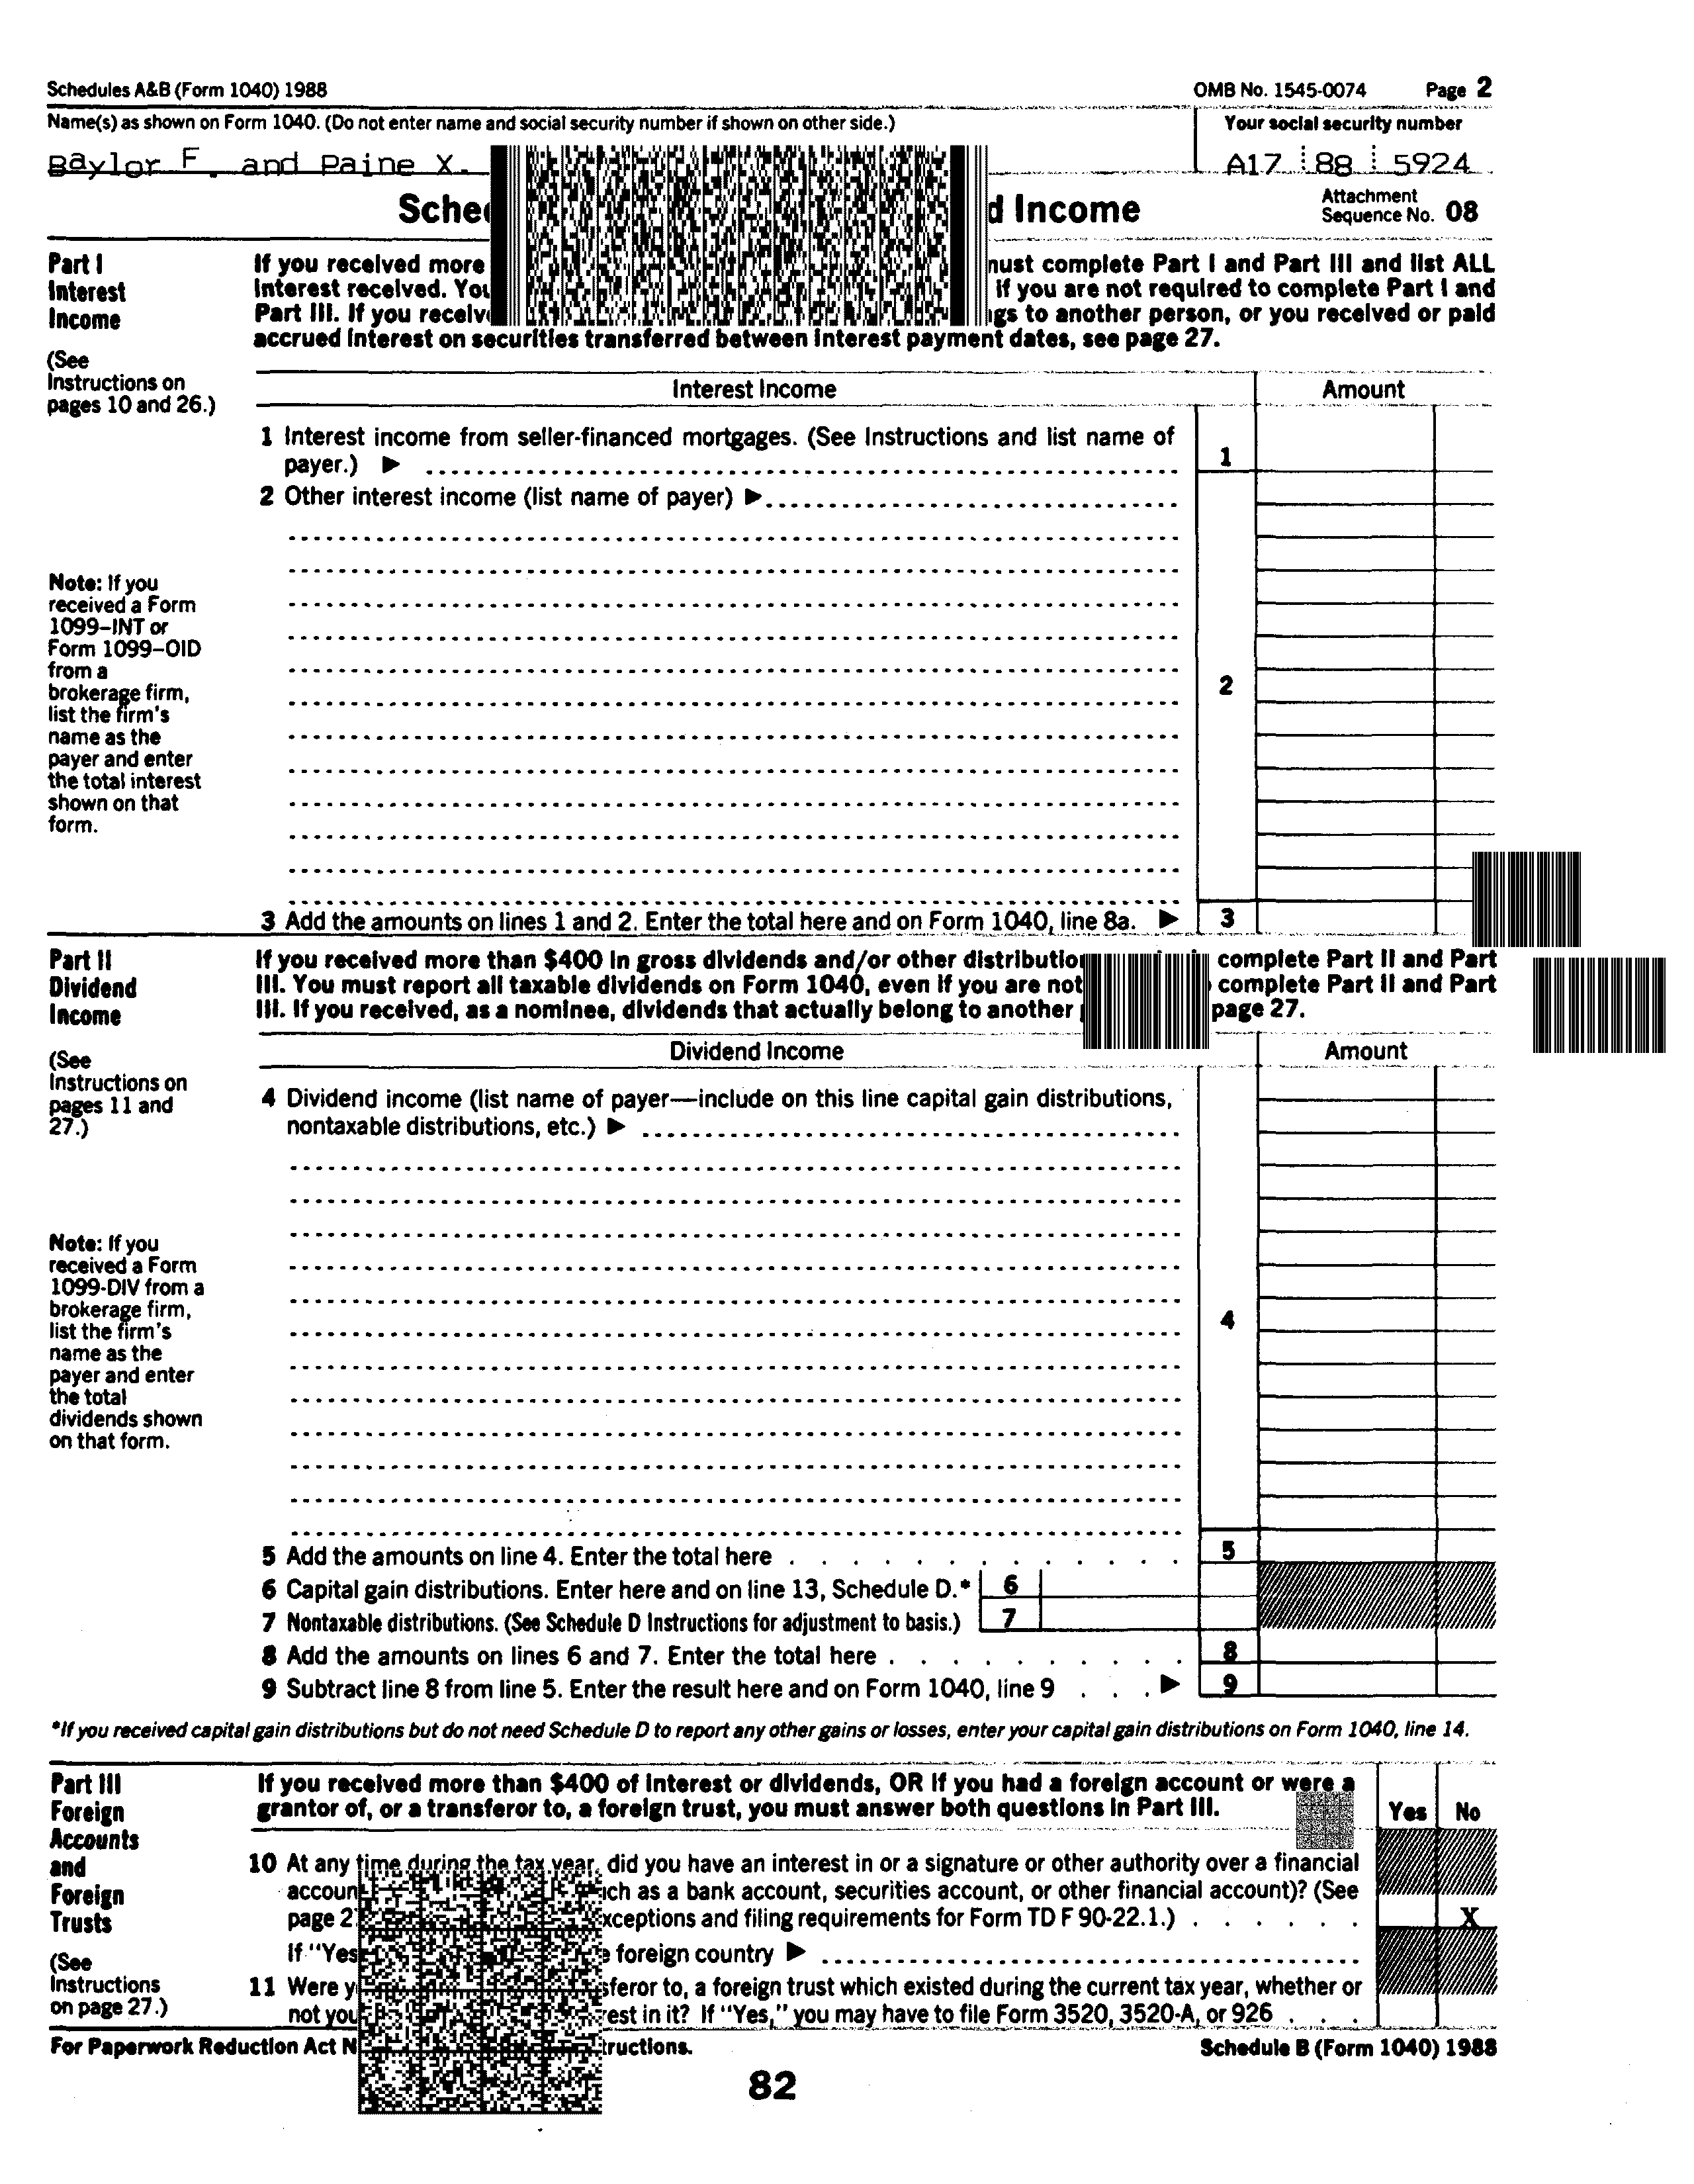 Schedules A&B (Form 1040) 1988 OMB No. 1545-0074 Page 2
Name(s) as shown on Form 1040. (Do not enter name and social security number if shown on other side.) Your social security number
Baylor F. and Paine X. A17 88 5924
d Income Attachment
Sequence No. 08
Part I
Interest
Income
(See
Instructions on
pages 10 and 26.)
If you received more must complete Part I and Part III and list ALL
Interest received. You If you are not required to complete Part I and
Part III. If you to another person, or you received or paid
accrued interest on securities transferred between interest payment dates, see page 27.
Interest Income Amount
1 Interest income from seller-financed mortgages. (See Instructions and list name of
payer.) ▶ 1
2 Other interest income (list name of payer) ▶
Note: If you
received a Form
1099–INT or
Form 1099–OID
from a
brokerage firm,
list the firm's
name as the
payer and enter
the total interest
shown on that
form.
2
3 Add the amounts on lines 1 and 2. Enter the total here and on Form 1040, line 8a. ▶ 3
Part II
Dividend
Income
(See
Instructions on
pages 11 and
27.)
If you received more than $400 in gross dividends and/or other complete Part II and Part
III. You must report all taxable dividends on Form 1040, even if you are not complete Part II and Part
III. If you received, as a nominee, dividends that actually belong to another page 27.
Dividend Income Amount
4 Dividend income (list name of payer—include on this line capital gain distributions,
nontaxable distributions, etc.) ▶
Note: If you
received a Form
1099-DIV from a
brokerage firm,
list the firm's
name as the
payer and enter
the total
dividends shown
on that form.
4
5 Add the amounts on line 4. Enter the total here . . . . . . . . . . . . . 5
6 Capital gain distributions. Enter here and on line 13, Schedule D.* 6
7 Nontaxable distributions. (See Schedule D Instructions for adjustment to basis.) 7
8 Add the amounts on lines 6 and 7. Enter the total here . . . . . . . . . . 8
9 Subtract line 8 from line 5. Enter the result here and on Form 1040, line 9 . . . ▶ 9
*If you received capital gain distributions but do not need Schedule D to report any other gains or losses, enter your capital gain distributions on Form 1040, line 14.
Part III
Foreign
Accounts
and
Foreign
Trusts
(See
Instructions
on page 27.)
If you received more than $400 of interest or dividends, OR if you had a foreign account or were a
grantor of, or a transferor to, a foreign trust, you must answer both questions in Part III. Yes No
10 At any time during the tax year, did you have an interest in or a signature or other authority over a financial
as a bank account, securities account, or other financial account)? (See
page and filing requirements for Form TD F 90-22.1.) . . . . . . X
If foreign country ▶
11 Were to, a foreign trust which existed during the current tax year, whether or
not in it? If "Yes," you may have to file Form 3520, 3520-A, or 926 . . .
For Paperwork Reduction Act Schedule B (Form 1040) 1988
82